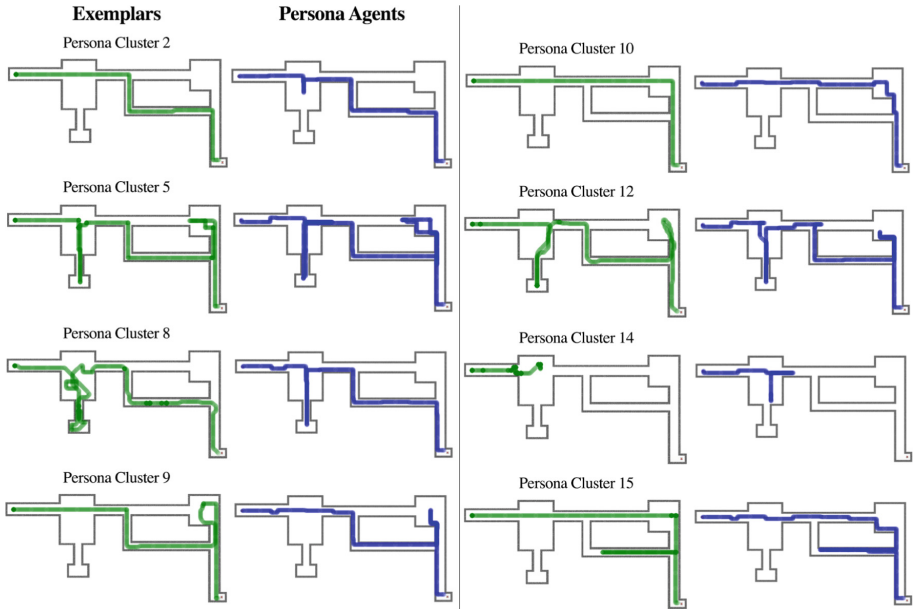 Exemplars
Persona Agents
Persona Cluster 2
Persona Cluster 5
Persona Cluster 8
Persona Cluster 9
Persona Cluster 10
Persona Cluster 12
Persona Cluster 14
Persona Cluster 15